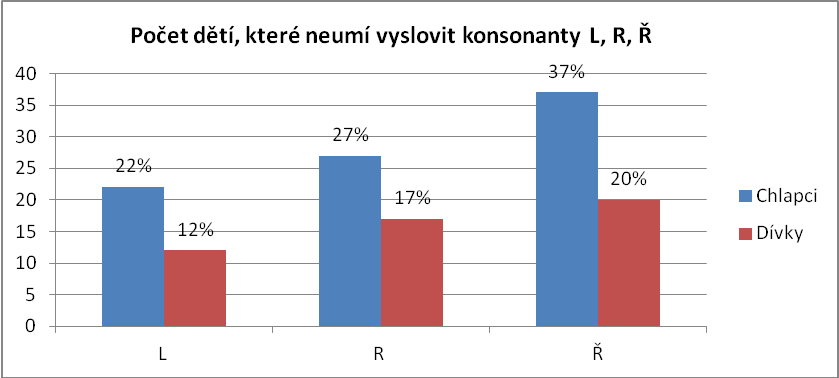 Počet dětí, které neumí vyslovit konsonanty L, R, Ř
40
35
30
25
20
15
10
5
0
22%
12%
27%
17%
37%
20%
L
R
Ř
Chlapci
Dívky